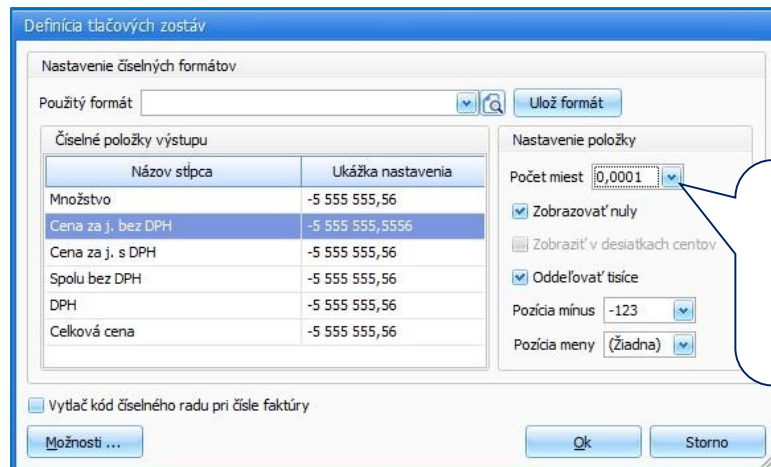 Definícia tlačových zostáv
Nastavenie číselných formátov
Použitý formát
Ulož formát
Číselné položky výstupu
Názov stĺpca Ukážka nastavenia
Množstvo -5 555 555,56
Cena za j. bez DPH -5 555 555,5556
Cena za j. s DPH -5 555 555,56
Spolu bez DPH -5 555 555,56
DPH -5 555 555,56
Celková cena -5 555 555,56
Nastavenie položky
Počet miest 0,0001
Zobrazovať nuly
Zobraziť v desiatkach centov
Oddeľovať tisíce
Pozícia mínus -123
Pozícia meny (Žiadna)
Vytlač kód číselného radu pri čísle faktúry
Možnosti ...
Ok
Storno